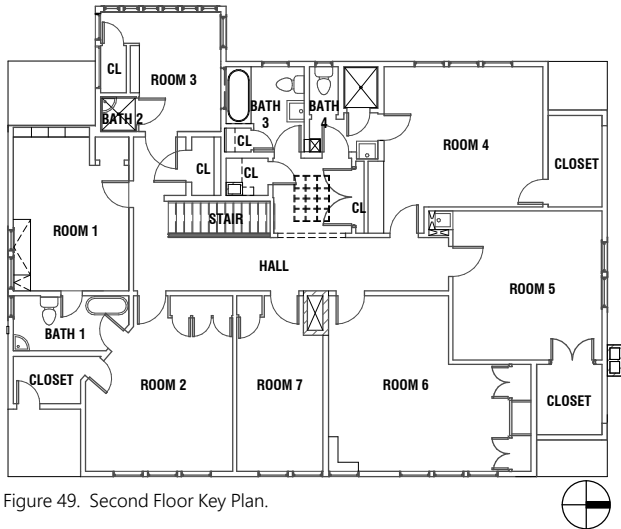 CL
ROOM 3
BATH 2
BATH
3
BATH
4
CL
CL
CL
CL
ROOM 4
CLOSET
ROOM 1
STAIR
HALL
ROOM 5
BATH 1
CLOSET
ROOM 2
ROOM 7
ROOM 6
CLOSET
Figure 49. Second Floor Key Plan.